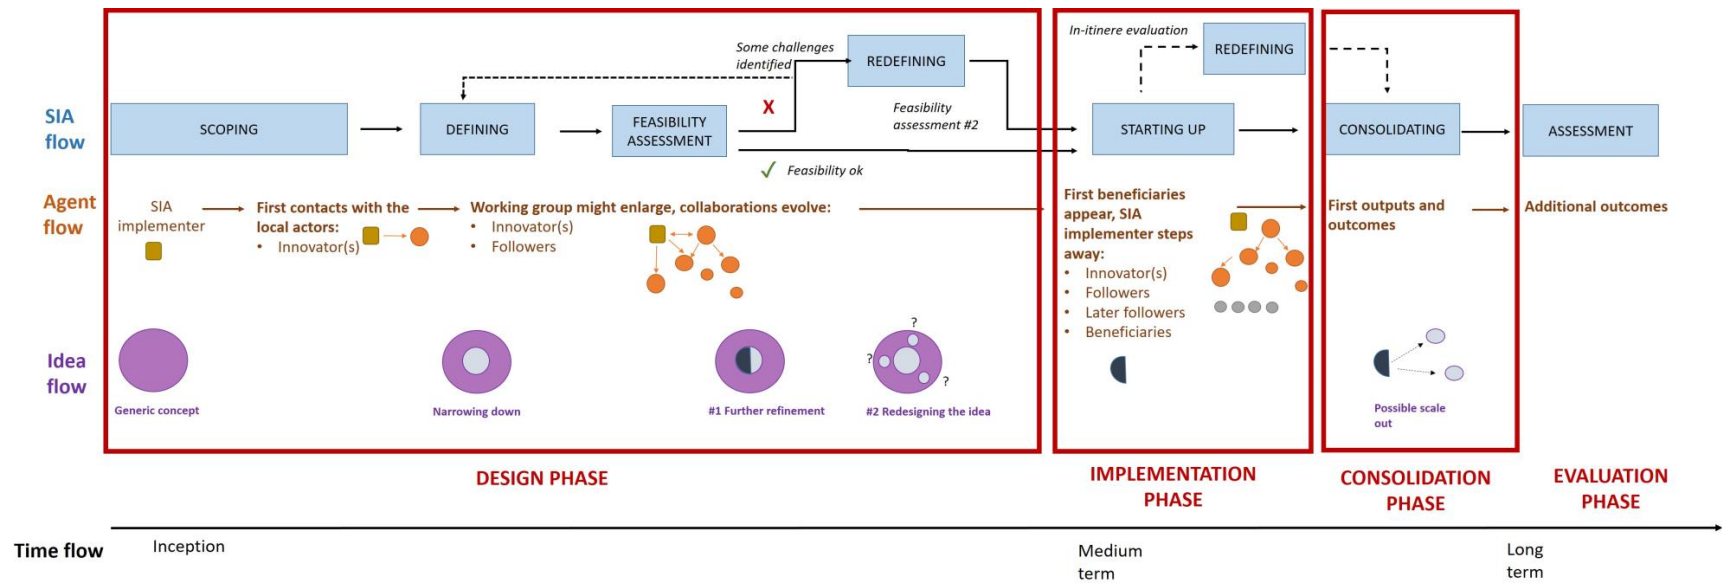 In-itinere evaluation
Some challenges
identified
REDEFINING
REDEFINING
SIA
flow
SCOPING
DEFINING
FEASIBILITY
ASSESSMENT
X
Feasibility
assessment #2
STARTING UP
CONSOLIDATING
ASSESSMENT
✓ Feasibility ok
Agent
flow
SIA
implementer
First contacts with the
local actors:
• Innovator(s)
Working group might enlarge, collaborations evolve:
• Innovator(s)
• Followers
First beneficiaries
appear, SIA
implementer steps
away:
• Innovator(s)
• Followers
• Later followers
• Beneficiaries
First outputs and
outcomes
Additional outcomes
Idea
flow
Generic concept
Narrowing down
#1 Further refinement
?
?
?
#2 Redesigning the idea
Possible scale
out
DESIGN PHASE
IMPLEMENTATION
PHASE
CONSOLIDATION
PHASE
EVALUATION
PHASE
Time flow
Inception
Medium
term
Long
term